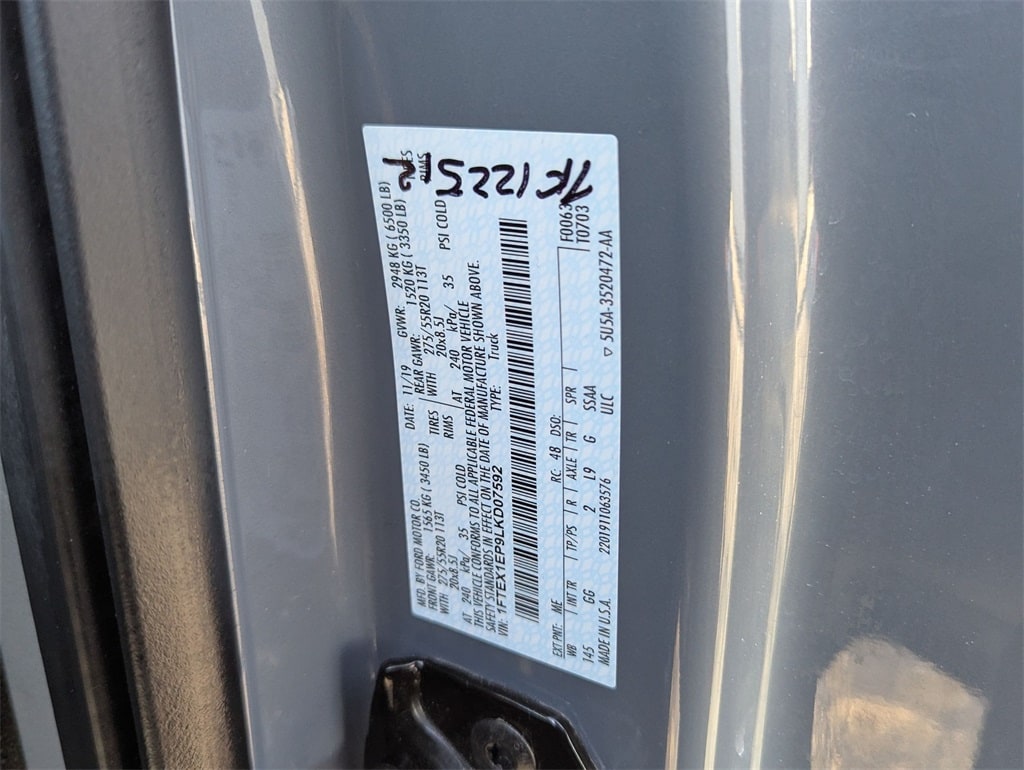 MFD. BY FORD MOTOR CO.
DATE: 11/19 GVWR: 2948 KG ( 6500 LB)
FRONT GAWR: 1565 KG ( 3450 LB)
REAR GAWR: 1520 KG ( 3350 LB)
WITH 275/55R20 113T TIRES
20x8.5J RIMS
AT 240 kPa/ 35 PSI COLD
WITH 275/55R20 113T TIRES
20x8.5J RIMS
AT 240 kPa/ 35 PSI COLD
THIS VEHICLE CONFORMS TO ALL APPLICABLE FEDERAL MOTOR VEHICLE
SAFETY STANDARDS IN EFFECT ON THE DATE OF MANUFACTURE SHOWN ABOVE.
VIN: 1FTEX1EP9LKD07592 TYPE: Truck
F0063
T0703
EXT PNT: ME RC: 48 DSO:
WB INT TR TP/PS R AXLE TR SPR
145 GG 2 L9 G SSAA
ULC
MADE IN U.S.A. 2201911063576 5U5A-3520472-AA